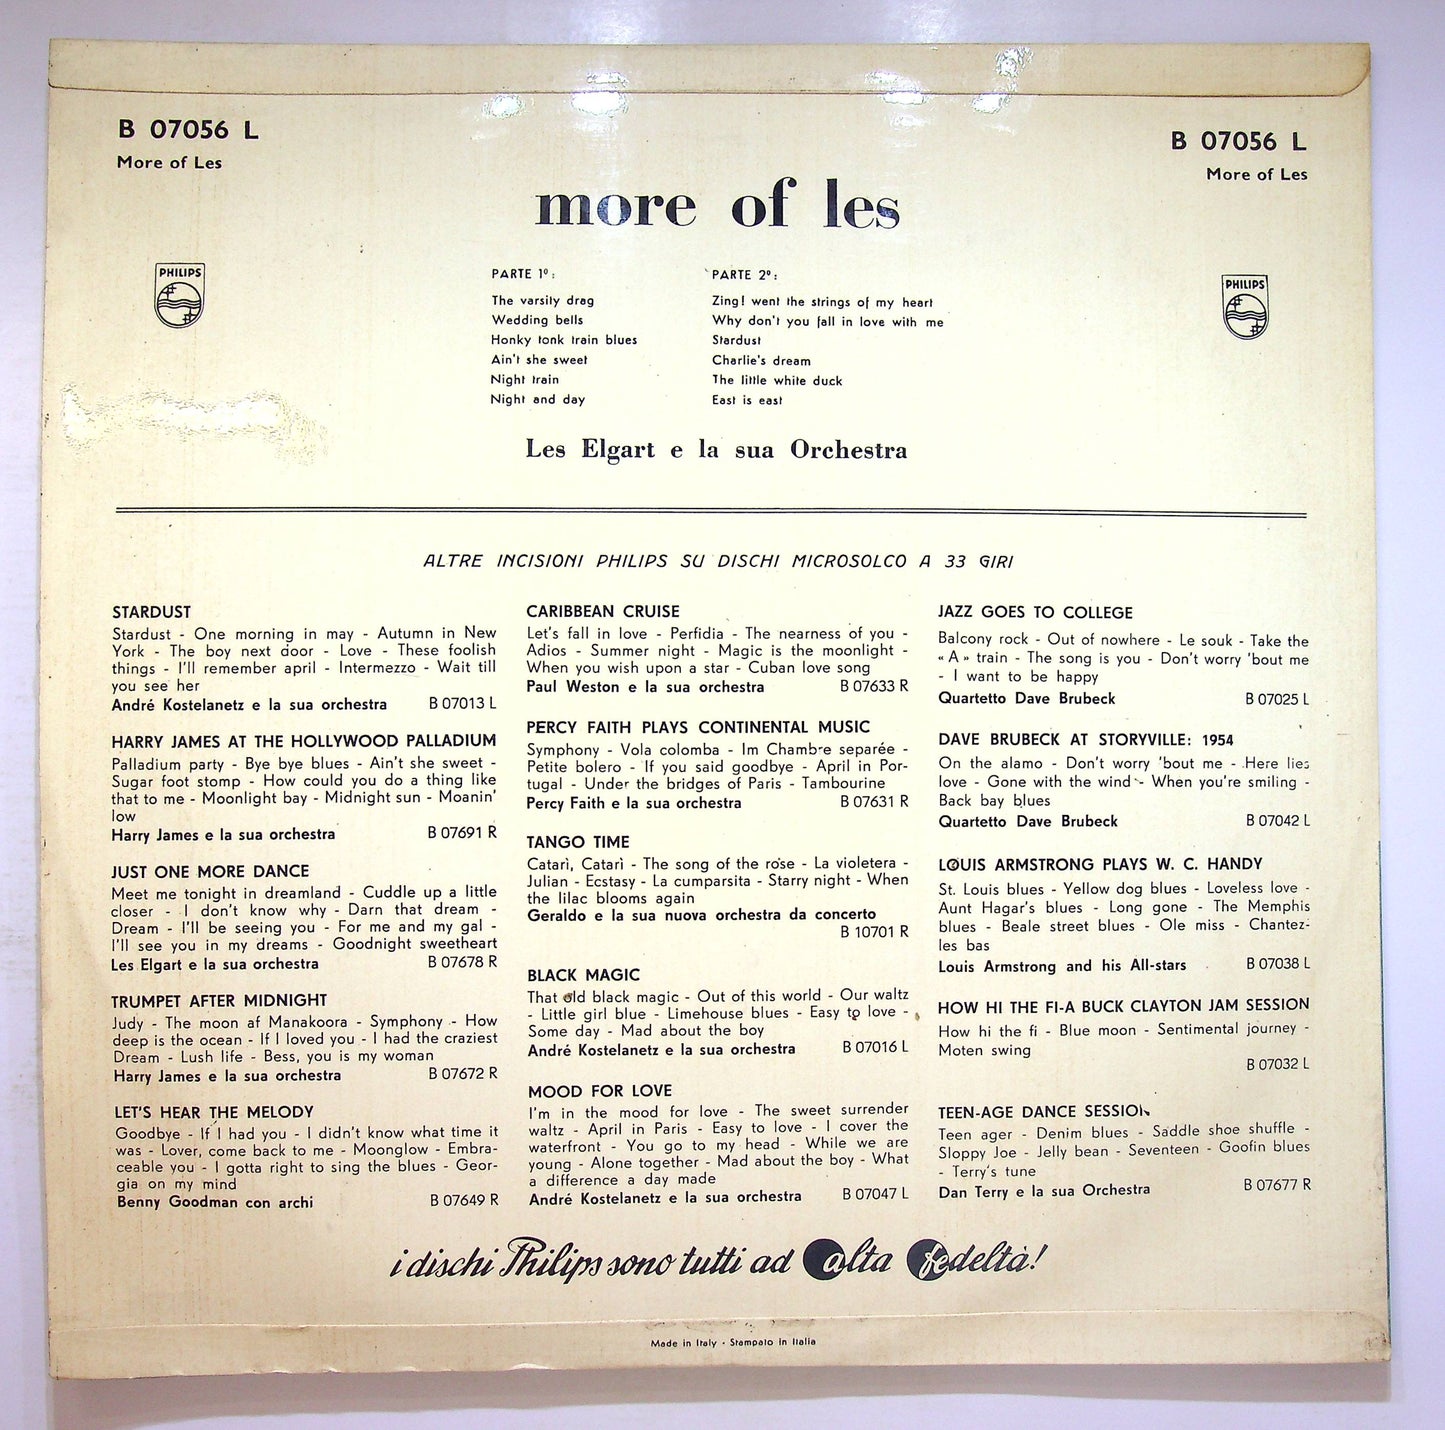 B 07056 L
More of Les
B 07056 L
More of Les
more of les
PHILIPS
PHILIPS
PARTE 1º:
The varsity drag
Wedding bells
Honky tonk train blues
Ain't she sweet
Night train
Night and day
PARTE 2º:
Zing! went the strings of my heart
Why don't you fall in love with me
Stardust
Charlie's dream
The little white duck
East is east
Les Elgart e la sua Orchestra
ALTRE INCISIONI PHILIPS SU DISCHI MICROSOLCO A 33 GIRI
STARDUST
Stardust - One morning in may - Autumn in New
York - The boy next door - Love - These foolish
things - I'll remember april - Intermezzo - Wait till
you see her
André Kostelanetz e la sua orchestra B 07013 L
HARRY JAMES AT THE HOLLYWOOD PALLADIUM
Palladium party - Bye bye blues - Ain't she sweet -
Sugar foot stomp - How could you do a thing like
that to me - Moonlight bay - Midnight sun - Moanin'
low
Harry James e la sua orchestra B 07691 R
JUST ONE MORE DANCE
Meet me tonight in dreamland - Cuddle up a little
closer - I don't know why - Darn that dream -
Dream - I'll be seeing you - For me and my gal -
I'll see you in my dreams - Goodnight sweetheart
Les Elgart e la sua orchestra B 07678 R
TRUMPET AFTER MIDNIGHT
Judy - The moon af Manakoora - Symphony - How
deep is the ocean - If I loved you - I had the craziest
Dream - Lush life - Bess, you is my woman
Harry James e la sua orchestra B 07672 R
LET'S HEAR THE MELODY
Goodbye - If I had you - I didn't know what time it
was - Lover, come back to me - Moonglow - Embra-
ceable you - I gotta right to sing the blues - Geor-
gia on my mind
Benny Goodman con archi B 07649 R
CARIBBEAN CRUISE
Let's fall in love - Perfidia - The nearness of you -
Adios - Summer night - Magic is the moonlight -
When you wish upon a star - Cuban love song
Paul Weston e la sua orchestra B 07633 R
PERCY FAITH PLAYS CONTINENTAL MUSIC
Symphony - Vola colomba - Im Chambre separée -
Petite bolero - If you said goodbye - April in Por-
tugal - Under the bridges of Paris - Tambourine
Percy Faith e la sua orchestra B 07631 R
TANGO TIME
Catarì, Catarì - The song of the rose - La violetera -
Julian - Ecstasy - La cumparsita - Starry night - When
the lilac blooms again
Geraldo e la sua nuova orchestra da concerto
B 10701 R
BLACK MAGIC
That old black magic - Out of this world - Our waltz
- Little girl blue - Limehouse blues - Easy to love -
Some day - Mad about the boy
André Kostelanetz e la sua orchestra B 07016 L
MOOD FOR LOVE
I'm in the mood for love - The sweet surrender
waltz - April in Paris - Easy to love - I cover the
waterfront - You go to my head - While we are
young - Alone together - Mad about the boy - What
a difference a day made
André Kostelanetz e la sua orchestra B 07047 L
JAZZ GOES TO COLLEGE
Balcony rock - Out of nowhere - Le souk - Take the
« A » train - The song is you - Don't worry 'bout me
- I want to be happy
Quartetto Dave Brubeck B 07025 L
DAVE BRUBECK AT STORYVILLE: 1954
On the alamo - Don't worry 'bout me - Here lies
love - Gone with the wind - When you're smiling -
Back bay blues
Quartetto Dave Brubeck B 07042 L
LOUIS ARMSTRONG PLAYS W. C. HANDY
St. Louis blues - Yellow dog blues - Loveless love -
Aunt Hagar's blues - Long gone - The Memphis
blues - Beale street blues - Ole miss - Chantez-
les bas
Louis Armstrong and his All-stars B 07038 L
HOW HI THE FI-A BUCK CLAYTON JAM SESSION
How hi the fi - Blue moon - Sentimental journey -
Moten swing
B 07032 L
TEEN-AGE DANCE SESSION
Teen ager - Denim blues - Saddle shoe shuffle -
Sloppy Joe - Jelly bean - Seventeen - Goofin blues
- Terry's tune
Dan Terry e la sua Orchestra B 07677 R
i dischi Philips sono tutti ad alta fedeltà!
Made in Italy - Stampato in Italia